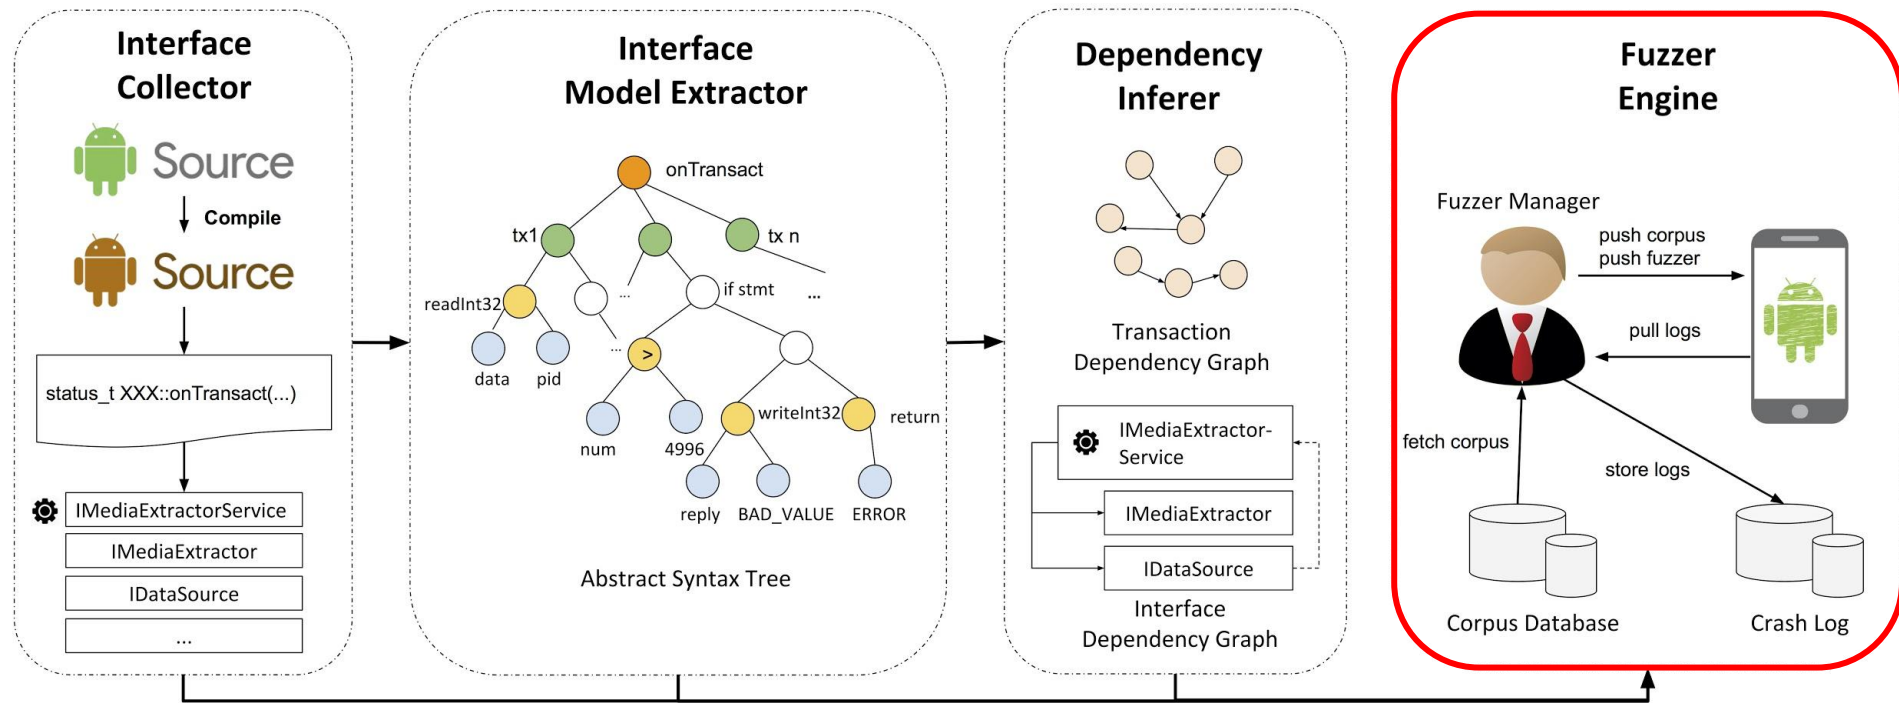 Interface
Collector
Source
Compile
Source
status_t XXX::onTransact(...)
IMediaExtractorService
IMediaExtractor
IDataSource
...
Interface
Model Extractor
onTransact
tx1
tx n
readInt32
...
if stmt
...
data
pid
...
>
num
4996
writeInt32
return
reply
BAD_VALUE
ERROR
Abstract Syntax Tree
Dependency
Inferer
Transaction
Dependency Graph
IMediaExtractor-
Service
IMediaExtractor
IDataSource
Interface
Dependency Graph
Fuzzer
Engine
Fuzzer Manager
push corpus
push fuzzer
pull logs
fetch corpus
store logs
Corpus Database
Crash Log